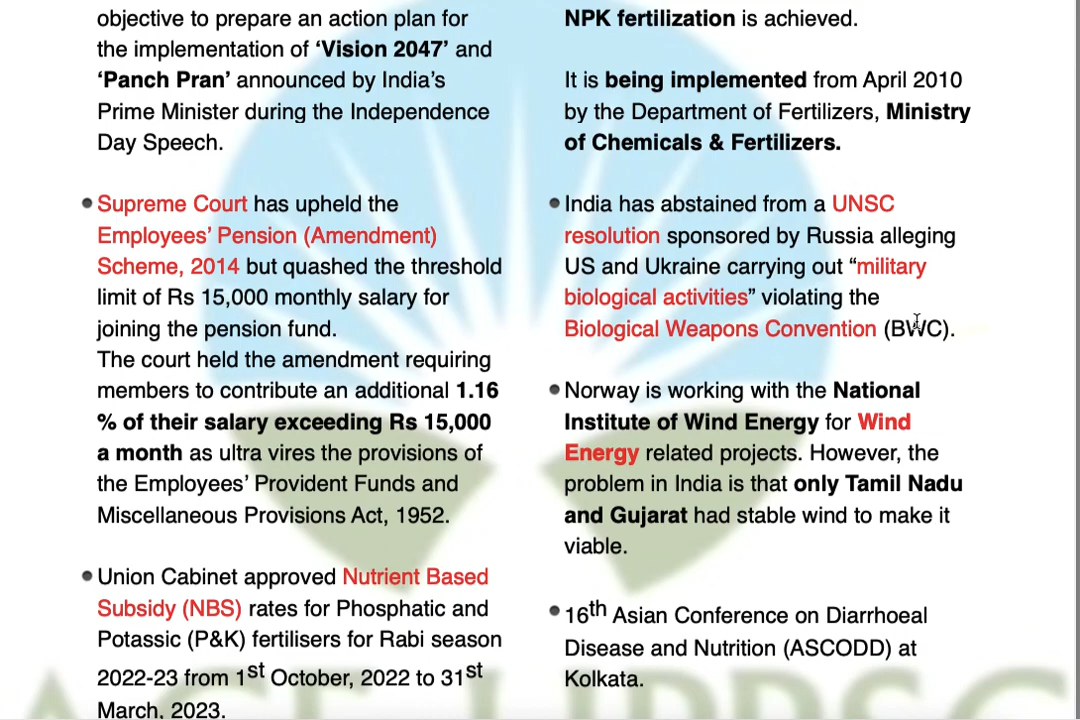 objective to prepare an action plan for
the implementation of ‘Vision 2047’ and
‘Panch Pran’ announced by India’s
Prime Minister during the Independence
Day Speech.
• Supreme Court has upheld the
Employees’ Pension (Amendment)
Scheme, 2014 but quashed the threshold
limit of Rs 15,000 monthly salary for
joining the pension fund.
The court held the amendment requiring
members to contribute an additional 1.16
% of their salary exceeding Rs 15,000
a month as ultra vires the provisions of
the Employees’ Provident Funds and
Miscellaneous Provisions Act, 1952.
• Union Cabinet approved Nutrient Based
Subsidy (NBS) rates for Phosphatic and
Potassic (P&K) fertilisers for Rabi season
2022-23 from 1st October, 2022 to 31st
March, 2023.
NPK fertilization is achieved.
It is being implemented from April 2010
by the Department of Fertilizers, Ministry
of Chemicals & Fertilizers.
• India has abstained from a UNSC
resolution sponsored by Russia alleging
US and Ukraine carrying out “military
biological activities” violating the
Biological Weapons Convention (BWC).
• Norway is working with the National
Institute of Wind Energy for Wind
Energy related projects. However, the
problem in India is that only Tamil Nadu
and Gujarat had stable wind to make it
viable.
• 16th Asian Conference on Diarrhoeal
Disease and Nutrition (ASCODD) at
Kolkata.